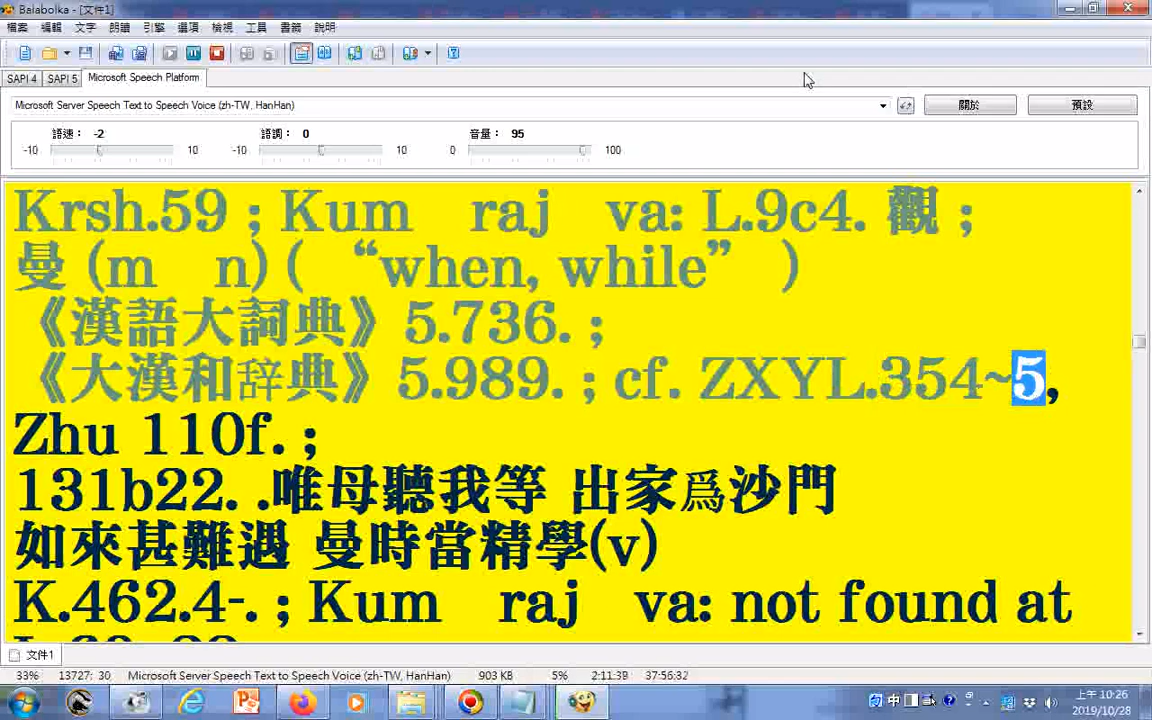 Balabolka - [文件1]
檔案 編輯 文字 朗讀 引擎 選項 檢視 工具 書籤 說明
SAPI 4 SAPI 5 Microsoft Speech Platform
Microsoft Server Speech Text to Speech Voice (zh-TW, HanHan) 關於 預設
語速： -2 語調： 0 音量： 95
-10 10 -10 10 0 100
Krsh.59 ; Kum raj va: L.9c4. 觀 ;
曼 (m n) ( “when, while” )
《漢語大詞典》 5.736. ;
《大漢和辞典》 5.989. ; cf. ZXYL.354~5,
Zhu 110f. ;
131b22. .唯母聽我等 出家爲沙門
如來甚難遇 曼時當精學(v)
K.462.4-. ; Kum raj va: not found at
文件1
33% 13727: 30 Microsoft Server Speech Text to Speech Voice (zh-TW, HanHan) 903 KB 5% 2:11:39 37:56:32
中 上午 10:26
2019/10/28